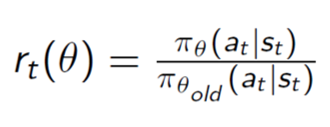 r_t(θ) = π_θ(a_t|s_t) / π_θ_old(a_t|s_t)